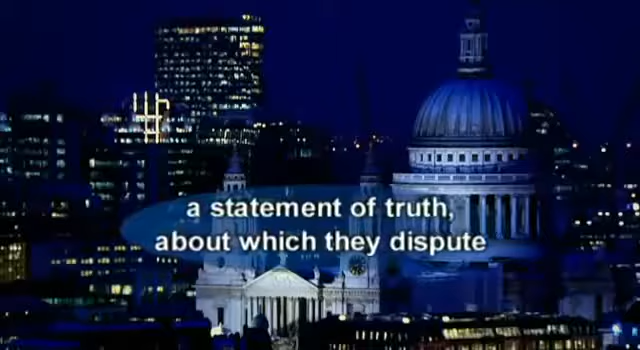 a statement of truth,
about which they dispute